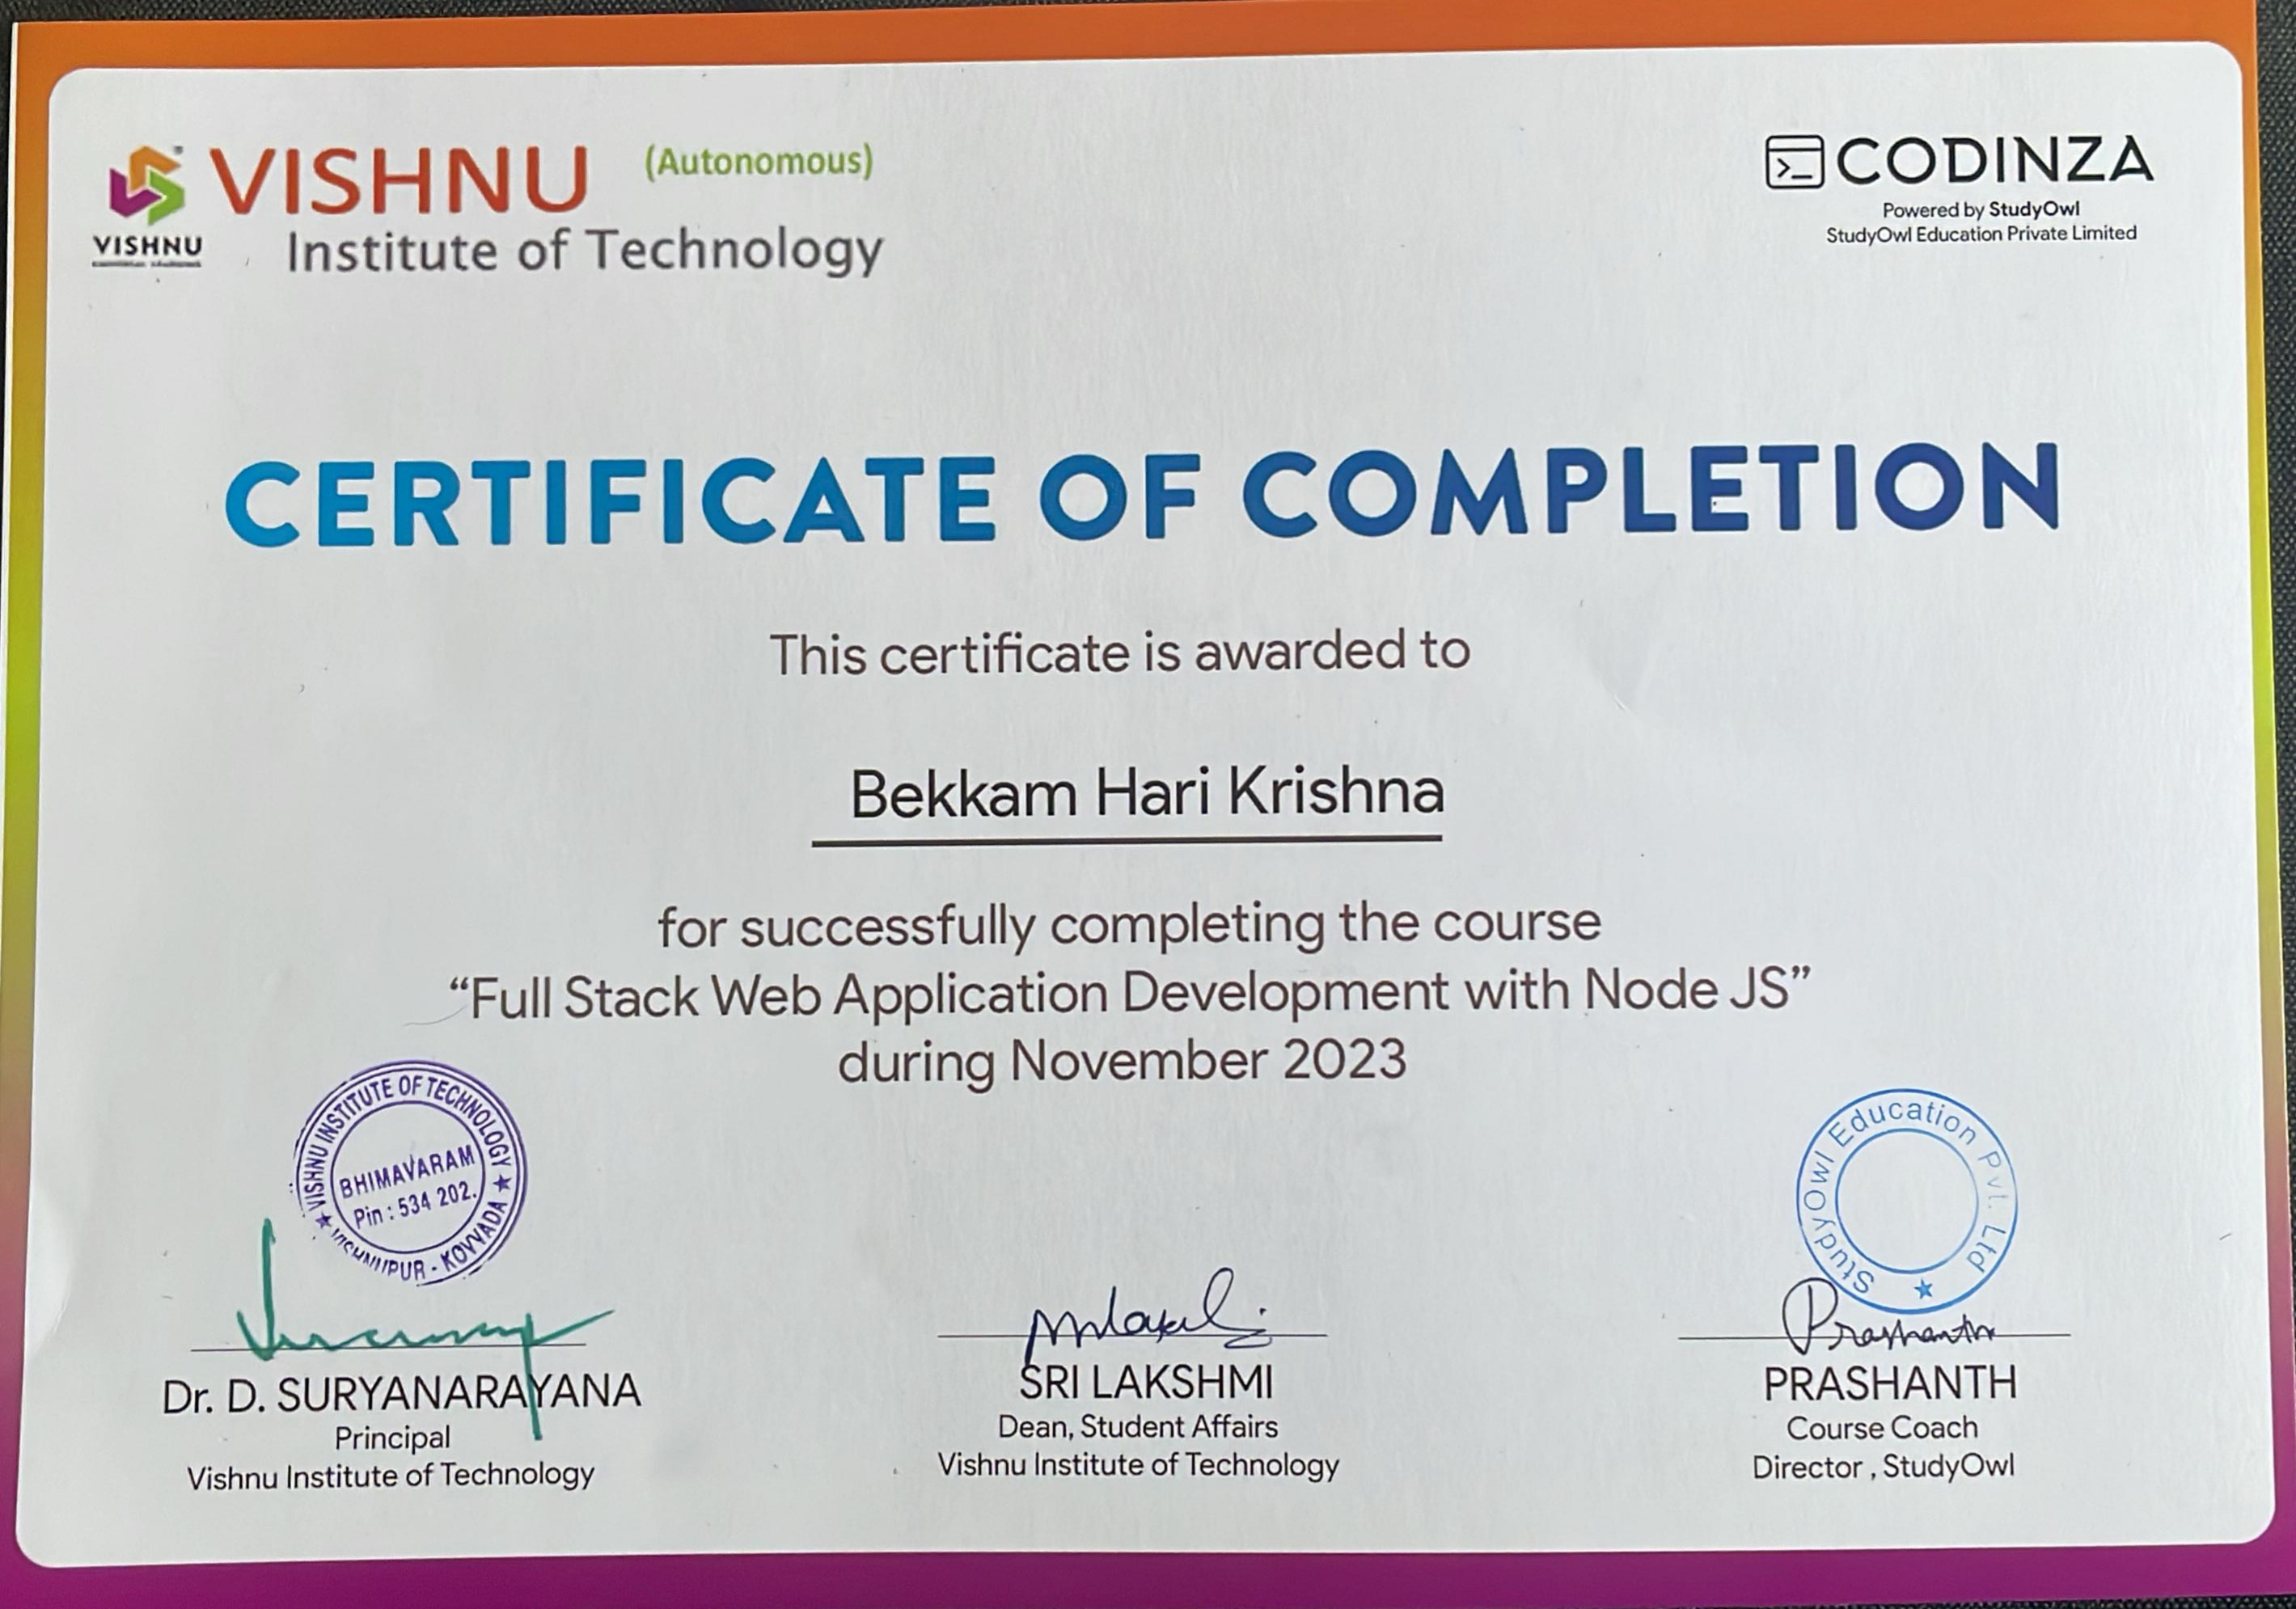 VISHNU (Autonomous)
Institute of Technology
VISHNU
CODINZA
Powered by StudyOwl
StudyOwl Education Private Limited
CERTIFICATE OF COMPLETION
This certificate is awarded to
Bekkam Hari Krishna
for successfully completing the course
“Full Stack Web Application Development with Node JS”
during November 2023
VISHNU INSTITUTE OF TECHNOLOGY
BHIMAVARAM
Pin : 534 202.
VISHNUPUR - KOVVADA
StudyOwl Education Pvt. Ltd
Prashanth
Dr. D. SURYANARAYANA
Principal
Vishnu Institute of Technology
SRI LAKSHMI
Dean, Student Affairs
Vishnu Institute of Technology
PRASHANTH
Course Coach
Director , StudyOwl